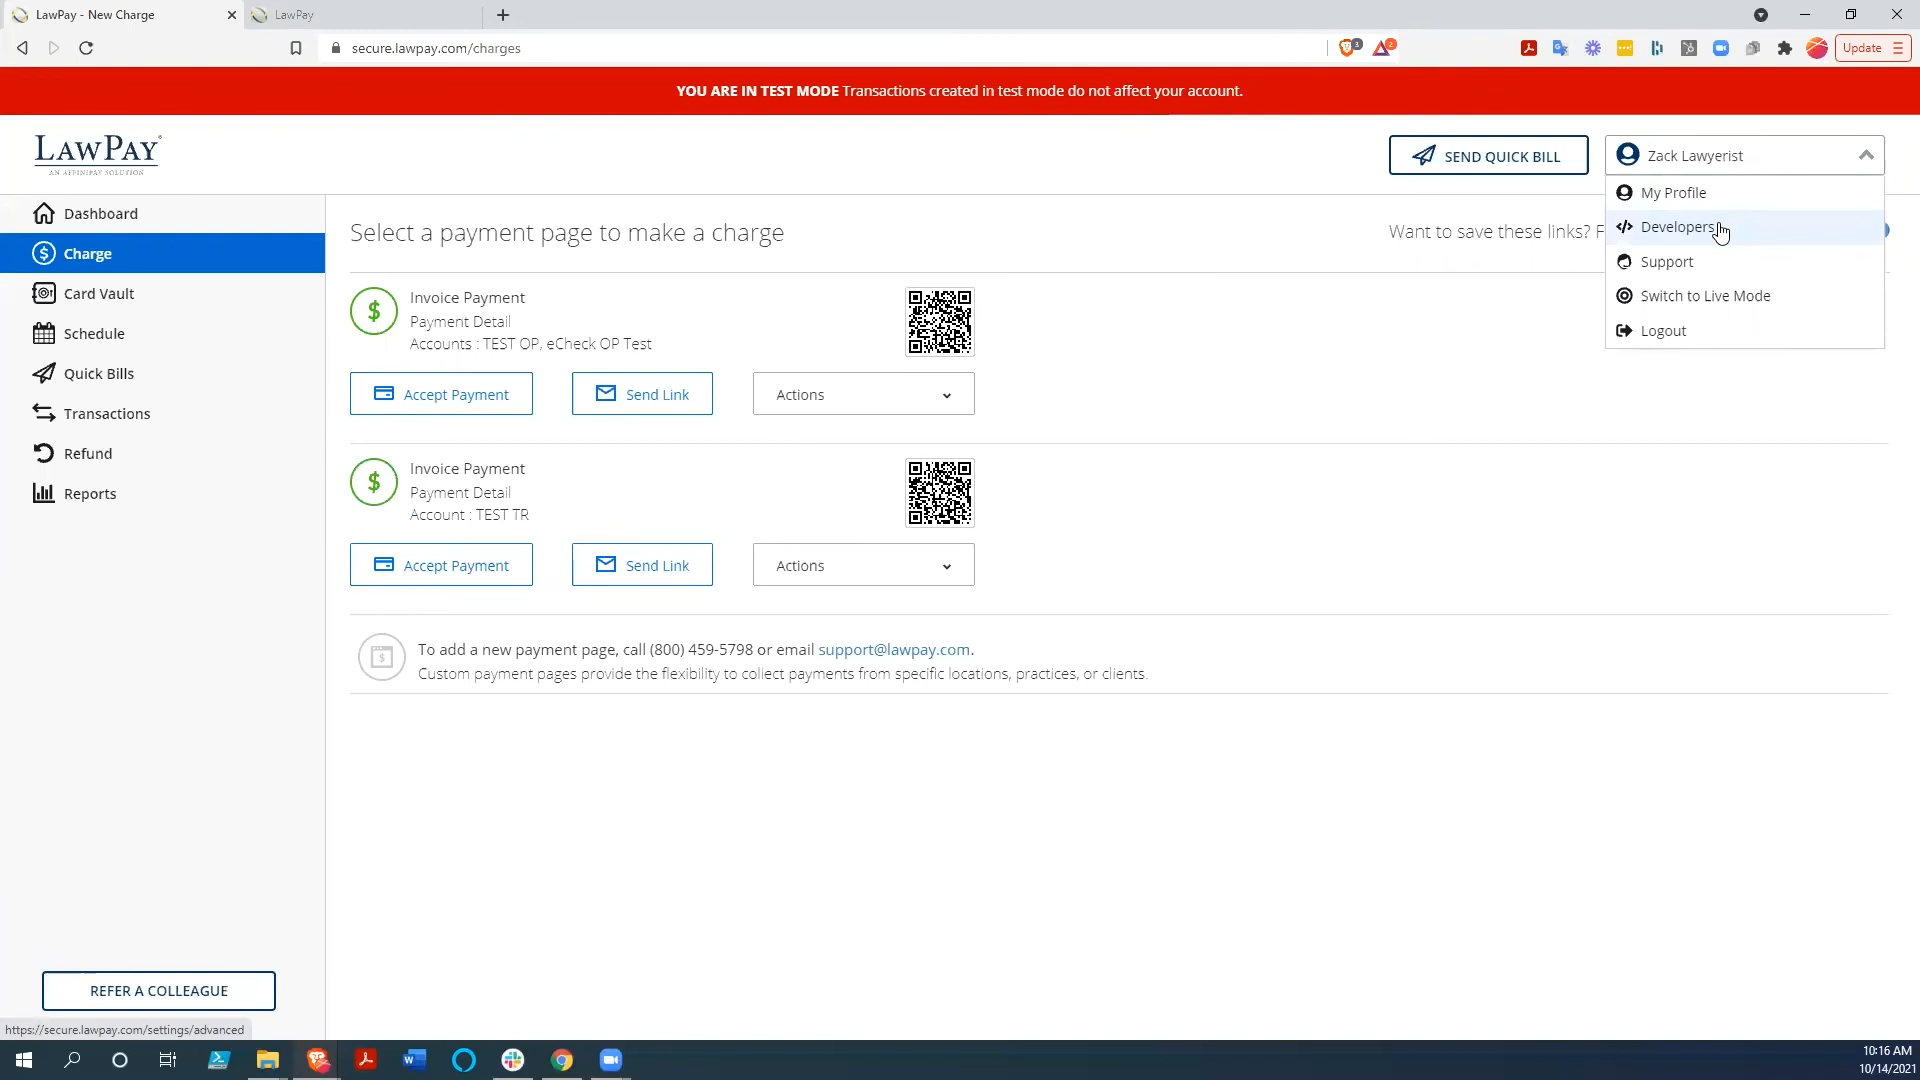 LawPay - New Charge
LawPay
secure.lawpay.com/charges
3
2
Update
YOU ARE IN TEST MODE Transactions created in test mode do not affect your account.
LAWPAY
AN AFFINIPAY SOLUTION
SEND QUICK BILL
Zack Lawyerist
My Profile
Developers
Support
Switch to Live Mode
Logout
Dashboard
Charge
Card Vault
Schedule
Quick Bills
Transactions
Refund
Reports
Select a payment page to make a charge
Want to save these links? F
Invoice Payment
Payment Detail
Accounts : TEST OP, eCheck OP Test
Accept Payment
Send Link
Actions
Invoice Payment
Payment Detail
Account : TEST TR
Accept Payment
Send Link
Actions
To add a new payment page, call (800) 459-5798 or email support@lawpay.com.
Custom payment pages provide the flexibility to collect payments from specific locations, practices, or clients.
REFER A COLLEAGUE
https://secure.lawpay.com/settings/advanced
10:16 AM
10/14/2021